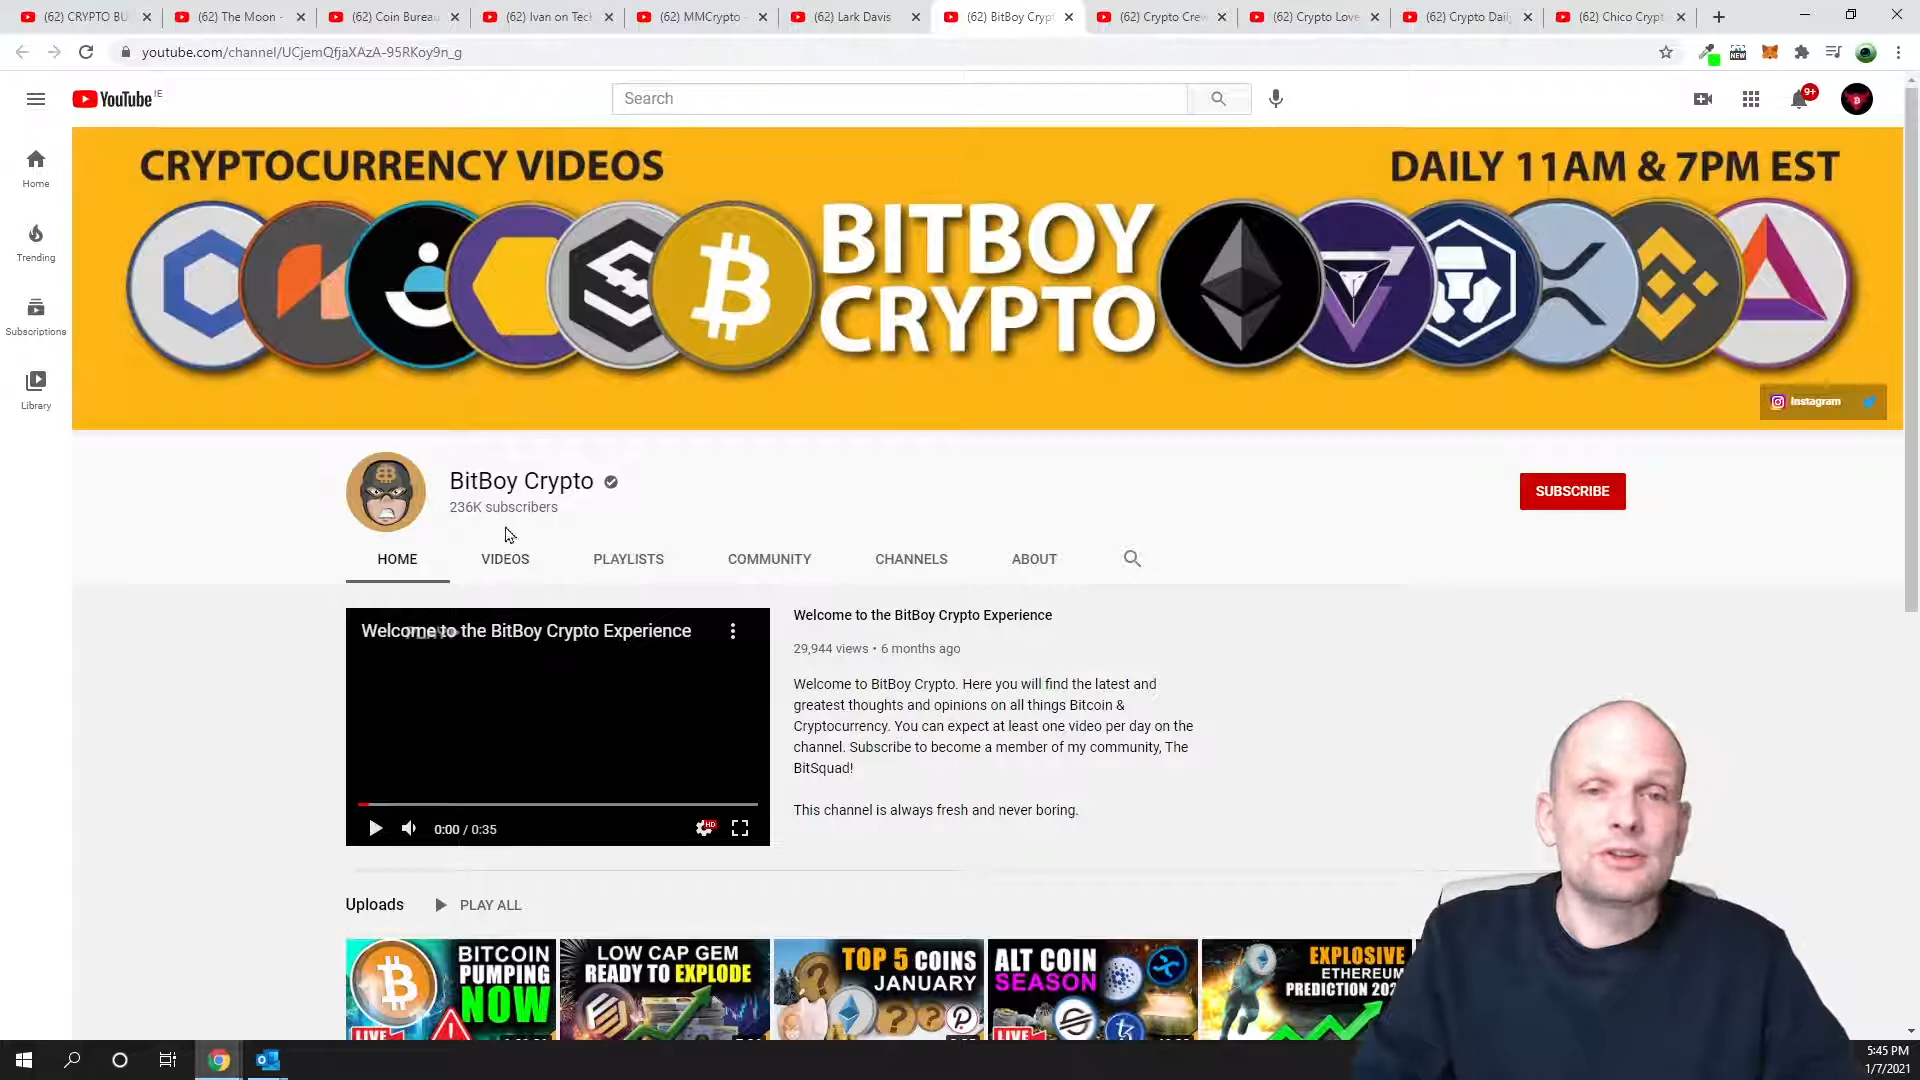 (62) CRYPTO BU
(62) The Moon -
(62) Coin Bureau
(62) Ivan on Tech
(62) MMCrypto -
(62) Lark Davis
(62) BitBoy Crypt
(62) Crypto Crew
(62) Crypto Love
(62) Crypto Daily
(62) Chico Crypt
youtube.com/channel/UCjemQfjaXAzA-95RKoy9n_g
NEW
YouTube IE
Search
9+
Home
Trending
Subscriptions
Library
CRYPTOCURRENCY VIDEOS
DAILY 11AM & 7PM EST
BITBOY
CRYPTO
Instagram
BitBoy Crypto
236K subscribers
SUBSCRIBE
HOME
VIDEOS
PLAYLISTS
COMMUNITY
CHANNELS
ABOUT
Welcome to the BitBoy Crypto Experience
0:00 / 0:35
HD
Welcome to the BitBoy Crypto Experience
29,944 views • 6 months ago
Welcome to BitBoy Crypto. Here you will find the latest and
greatest thoughts and opinions on all things Bitcoin &
Cryptocurrency. You can expect at least one video per day on the
channel. Subscribe to become a member of my community, The
BitSquad!
This channel is always fresh and never boring.
Uploads
PLAY ALL
BITCOIN
PUMPING
NOW
LIVE
LOW CAP GEM
READY TO EXPLODE
TOP 5 COINS
JANUARY
ALT COIN
SEASON
LIVE
EXPLOSIVE
ETHEREUM
PREDICTION 202
5:45 PM
1/7/2021